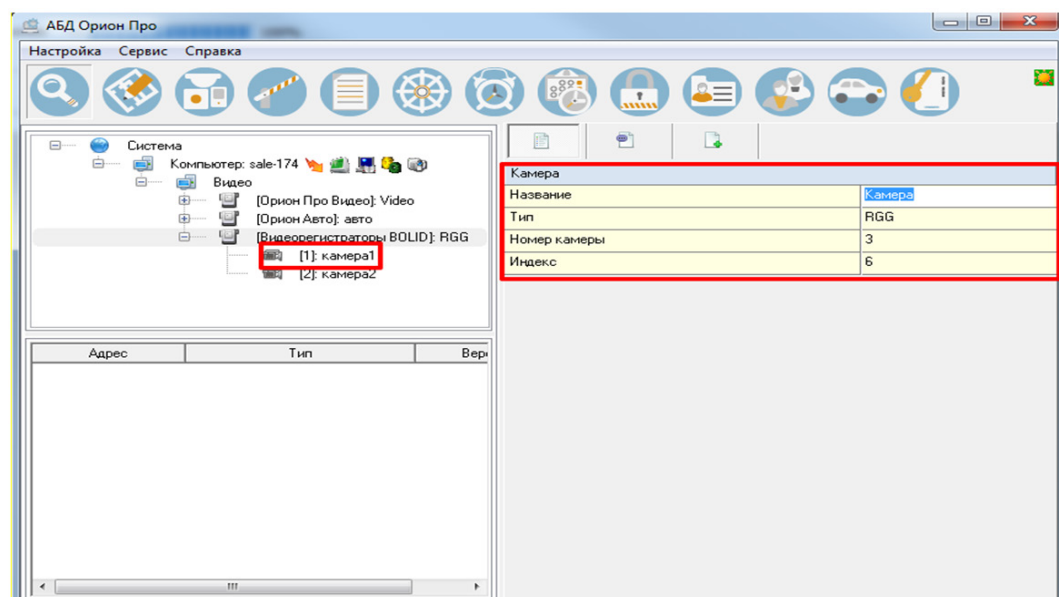 АБД Орион Про
Настройка Сервис Справка
Система
Компьютер: sale-174
Видео
[Орион Про Видео]: Video
[Орион Авто]: авто
[Видеорегистраторы BOLID]: RGG
[1]: камера1
[2]: камера2
Адрес Тип Верс
Камера
Название Камера
Тип RGG
Номер камеры 3
Индекс 6